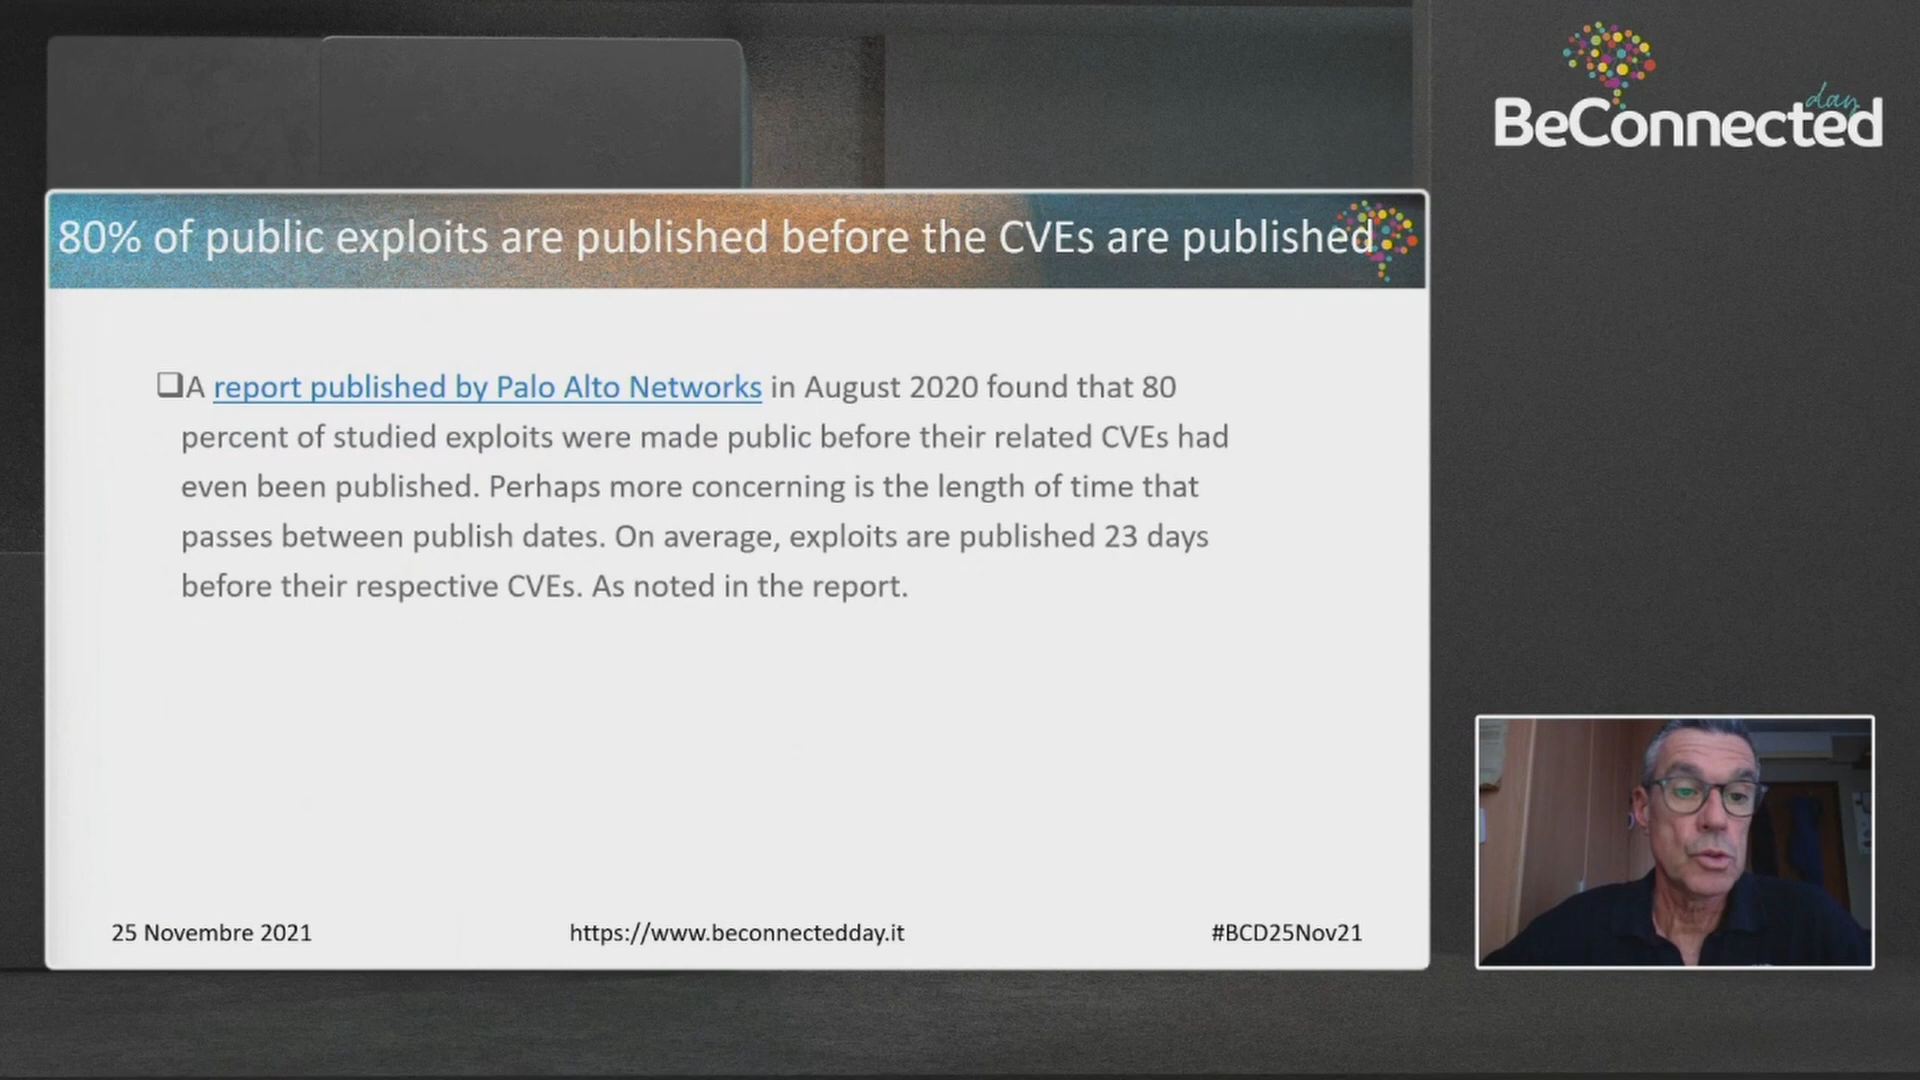 day
BeConnected
80% of public exploits are published before the CVEs are published
❑A report published by Palo Alto Networks in August 2020 found that 80
percent of studied exploits were made public before their related CVEs had
even been published. Perhaps more concerning is the length of time that
passes between publish dates. On average, exploits are published 23 days
before their respective CVEs. As noted in the report.
25 Novembre 2021
https://www.beconnectedday.it
#BCD25Nov21